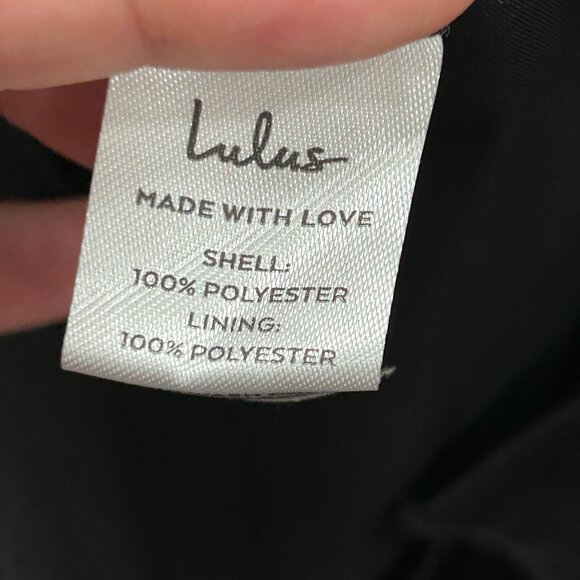 Lulus
MADE WITH LOVE
SHELL:
100% POLYESTER
LINING:
100% POLYESTER